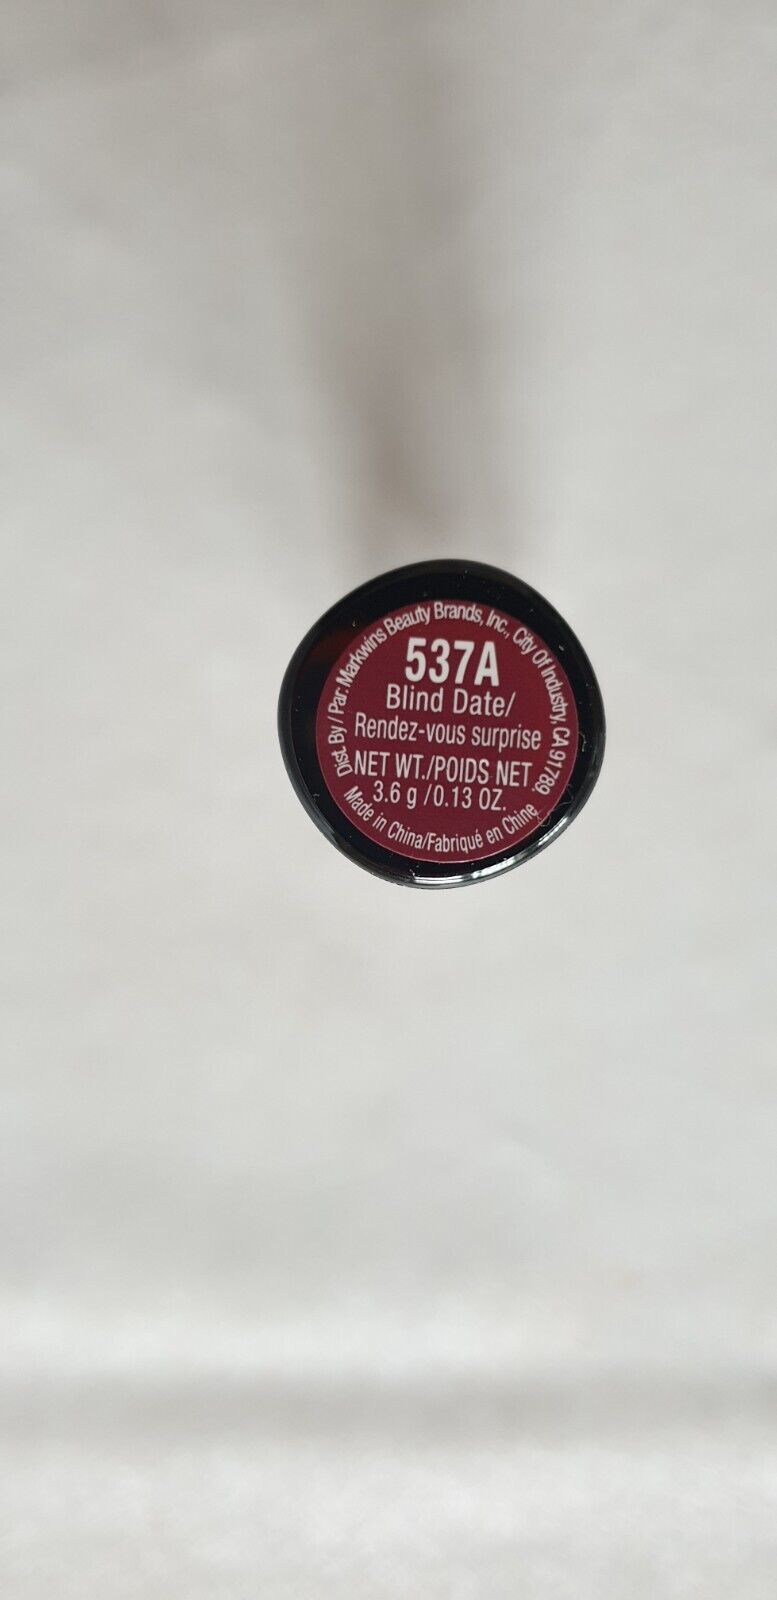 Dist. By / Par: Markwins Beauty Brands, Inc., City Of Industry, CA 91789.
537A
Blind Date/
Rendez-vous surprise
NET WT./POIDS NET
3.6 g /0.13 OZ.
Made in China/Fabriqué en Chine